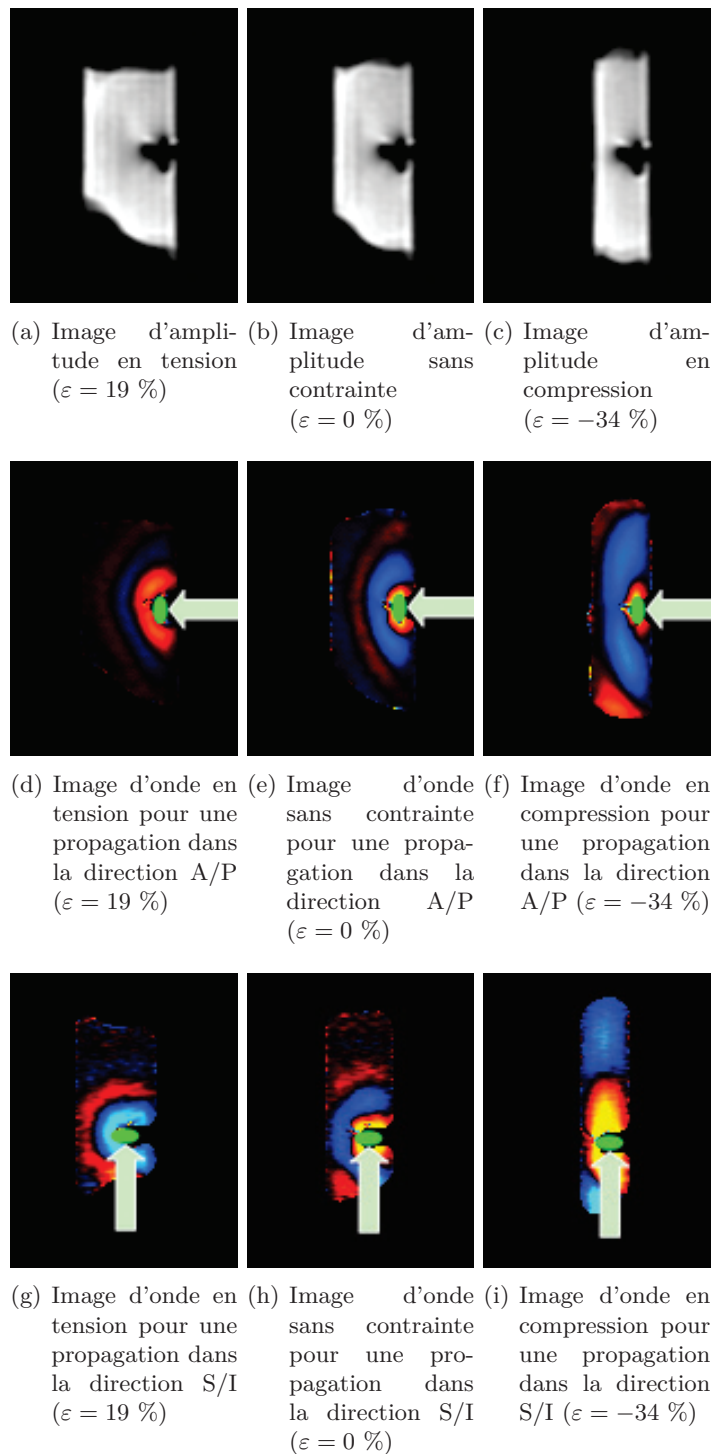 (a) Image d'ampli-
tude en tension
(ε = 19 %)
(b) Image d'am-
plitude sans
contrainte
(ε = 0 %)
(c) Image d'am-
plitude en
compression
(ε = −34 %)
(d) Image d'onde en
tension pour une
propagation dans
la direction A/P
(ε = 19 %)
(e) Image d'onde
sans contrainte
pour une propa-
gation dans la
direction A/P
(ε = 0 %)
(f) Image d'onde en
compression pour
une propagation
dans la direction
A/P (ε = −34 %)
(g) Image d'onde en
tension pour une
propagation dans
la direction S/I
(ε = 19 %)
(h) Image d'onde
sans contrainte
pour une pro-
pagation dans
la direction S/I
(ε = 0 %)
(i) Image d'onde en
compression pour
une propagation
dans la direction
S/I (ε = −34 %)